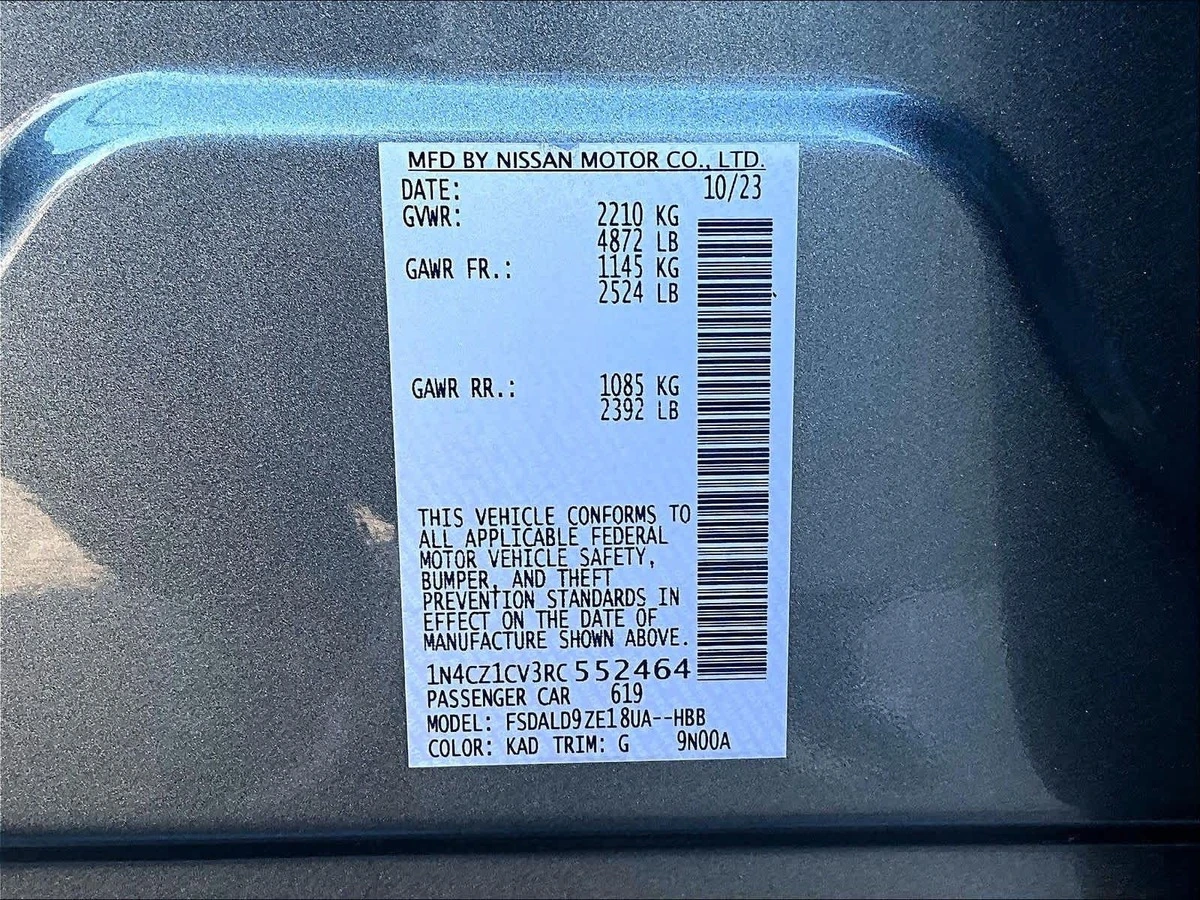 MFD BY NISSAN MOTOR CO., LTD.
DATE: 10/23
GVWR: 2210 KG
4872 LB
GAWR FR.: 1145 KG
2524 LB
GAWR RR.: 1085 KG
2392 LB
THIS VEHICLE CONFORMS TO
ALL APPLICABLE FEDERAL
MOTOR VEHICLE SAFETY,
BUMPER, AND THEFT
PREVENTION STANDARDS IN
EFFECT ON THE DATE OF
MANUFACTURE SHOWN ABOVE.
1N4CZ1CV3RC552464
PASSENGER CAR 619
MODEL: FSDALD9ZE18UA--HBB
COLOR: KAD TRIM: G 9N00A